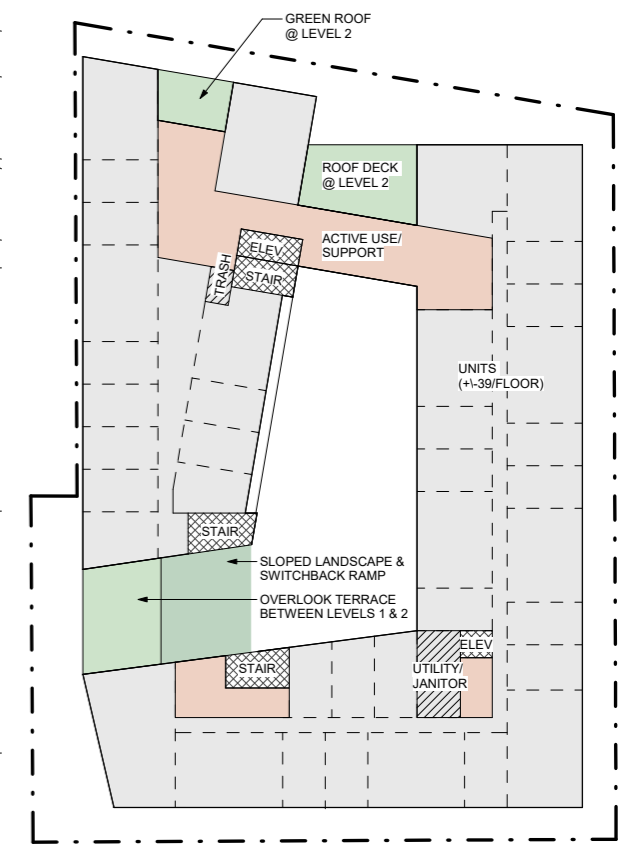 GREEN ROOF
@ LEVEL 2
ROOF DECK
@ LEVEL 2
ACTIVE USE/
SUPPORT
ELEV
STAIR
TRASH
UNITS
(+\-39/FLOOR)
STAIR
SLOPED LANDSCAPE &
SWITCHBACK RAMP
OVERLOOK TERRACE
BETWEEN LEVELS 1 & 2
STAIR
ELEV
UTILITY/
JANITOR